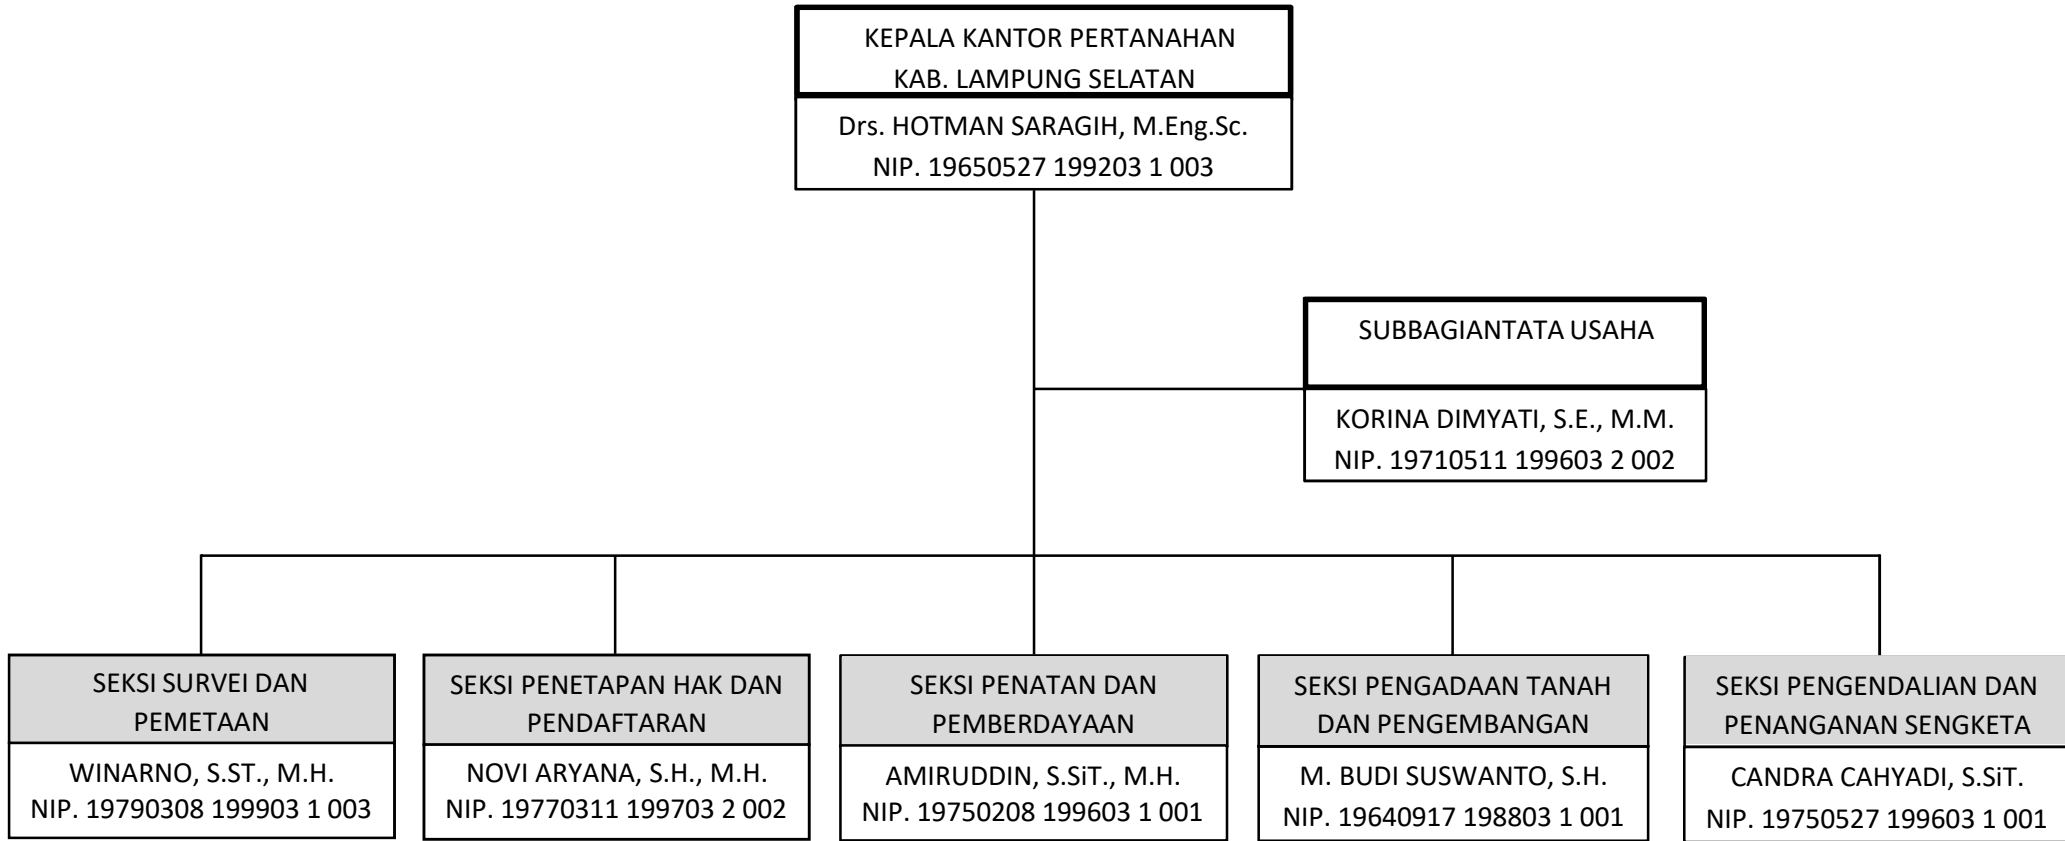 KEPALA KANTOR PERTANAHAN
KAB. LAMPUNG SELATAN
Drs. HOTMAN SARAGIH, M.Eng.Sc.
NIP. 19650527 199203 1 003
SUBBAGIANTATA USAHA
KORINA DIMYATI, S.E., M.M.
NIP. 19710511 199603 2 002
SEKSI SURVEI DAN
PEMETAAN
WINARNO, S.ST., M.H.
NIP. 19790308 199903 1 003
SEKSI PENETAPAN HAK DAN
PENDAFTARAN
NOVI ARYANA, S.H., M.H.
NIP. 19770311 199703 2 002
SEKSI PENATAN DAN
PEMBERDAYAAN
AMIRUDDIN, S.SiT., M.H.
NIP. 19750208 199603 1 001
SEKSI PENGADAAN TANAH
DAN PENGEMBANGAN
M. BUDI SUSWANTO, S.H.
NIP. 19640917 198803 1 001
SEKSI PENGENDALIAN DAN
PENANGANAN SENGKETA
CANDRA CAHYADI, S.SiT.
NIP. 19750527 199603 1 001